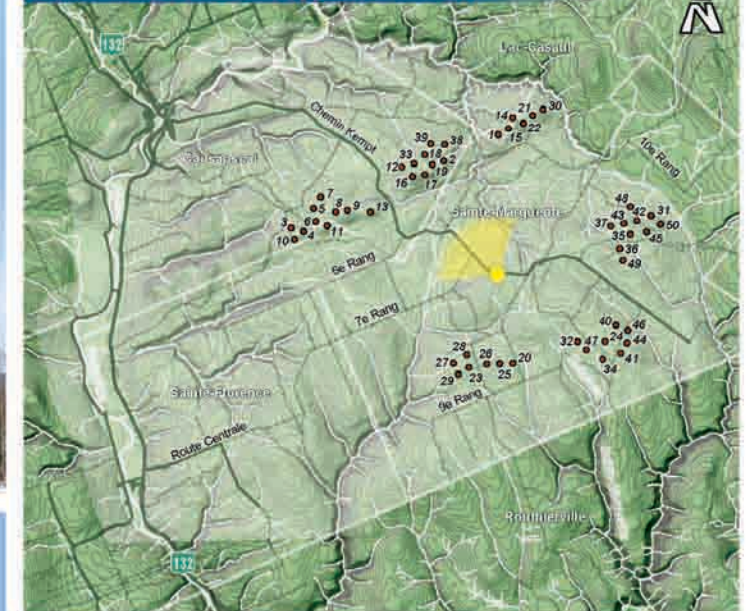 N
132
Lac-Casault
Chemin Kempt
10e Rang
Causapscal
Sainte-Marguerite
14 21 30
1 15 22
39 38
33 18 2
12 19
16 17
7
5 8 9 13
3 6
10 4 11
48
43 42 31
37 50
35 45
36
49
6e Rang
7e Rang
40 46
32 47 24 44
34 41
28
27 26 20
29 23 25
9e Rang
Sainte-Florence
Route Centrale
Routhierville
132